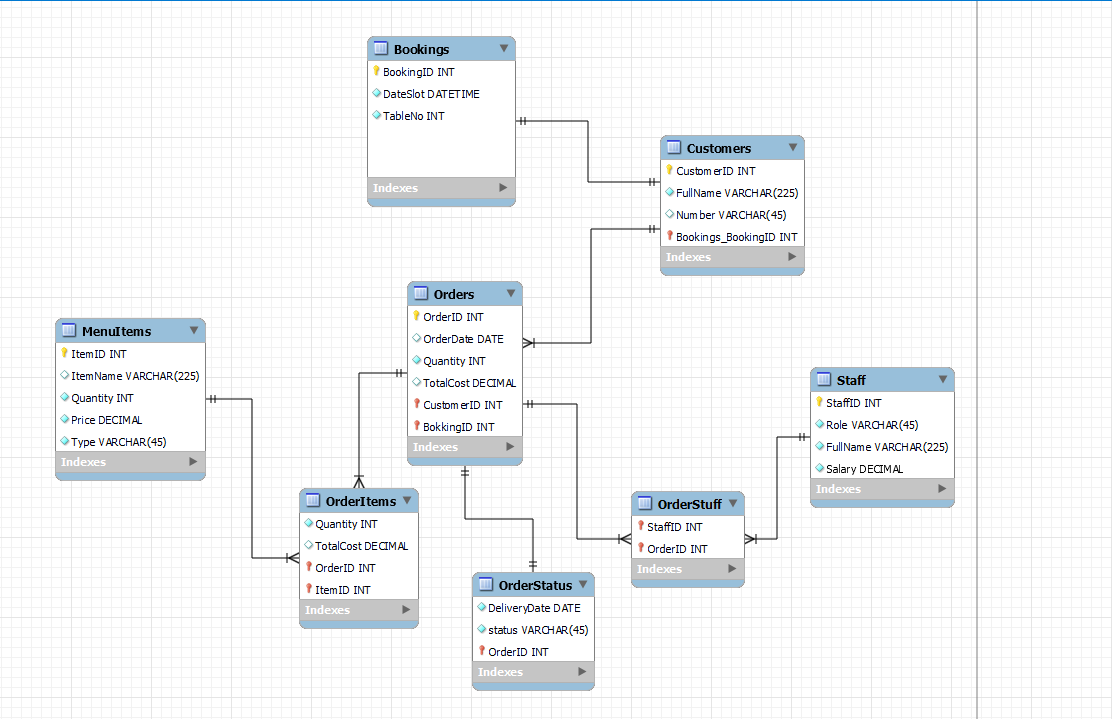 Bookings
BookingID INT
DateSlot DATETIME
TableNo INT
Indexes
Customers
CustomerID INT
FullName VARCHAR(225)
Number VARCHAR(45)
Bookings_BookingID INT
Indexes
Orders
OrderID INT
OrderDate DATE
Quantity INT
TotalCost DECIMAL
CustomerID INT
BokkingID INT
Indexes
MenuItems
ItemID INT
ItemName VARCHAR(225)
Quantity INT
Price DECIMAL
Type VARCHAR(45)
Indexes
Staff
StaffID INT
Role VARCHAR(45)
FullName VARCHAR(225)
Salary DECIMAL
Indexes
OrderItems
Quantity INT
TotalCost DECIMAL
OrderID INT
ItemID INT
Indexes
OrderStuff
StaffID INT
OrderID INT
Indexes
OrderStatus
DeliveryDate DATE
status VARCHAR(45)
OrderID INT
Indexes